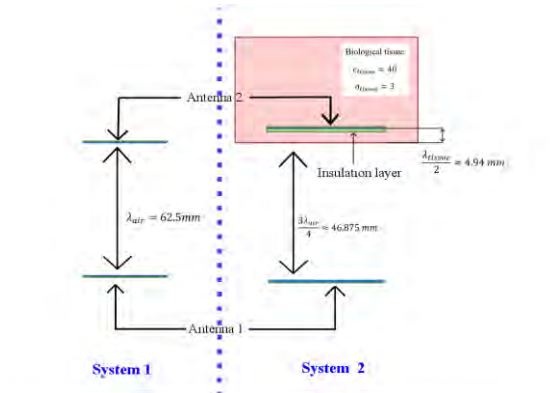 Biological tissue
ε_tissue = 40
σ_tissue = 3
Antenna 2
Insulation layer
λ_tissue/2 = 4.94 mm
λ_air = 62.5mm
3λ_air/4 = 46.875 mm
Antenna 1
System 1
System 2